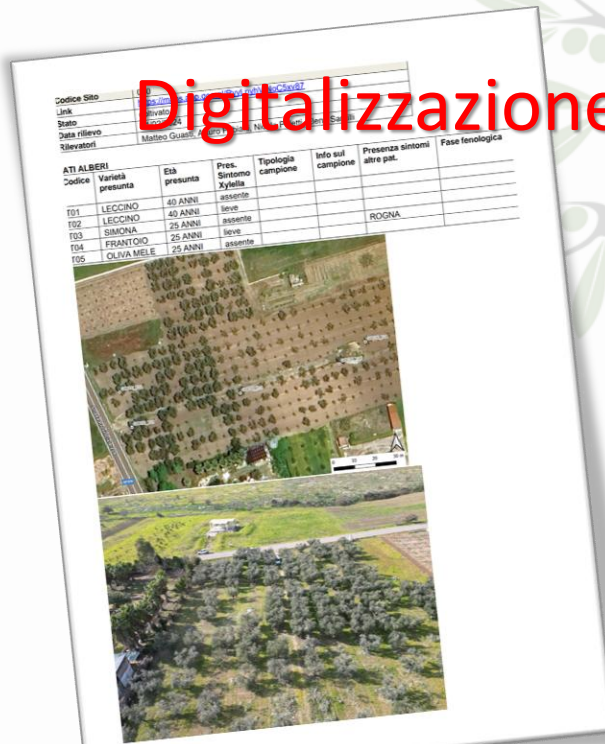 Digitalizzazione
Codice Sito
Link
Stato
Data rilievo
Rilevatori Matteo Guasti
DATI ALBERI
Codice Varietà presunta Età presunta Pres. Sintomo Xylella Tipologia campione Info sul campione Presenza sintomi altre pat. Fase fenologica
T01 LECCINO 40 ANNI assente
T02 LECCINO 40 ANNI lieve
T03 SIMONA 25 ANNI assente
T04 FRANTOIO 25 ANNI lieve ROGNA
T05 OLIVA MELE 25 ANNI assente